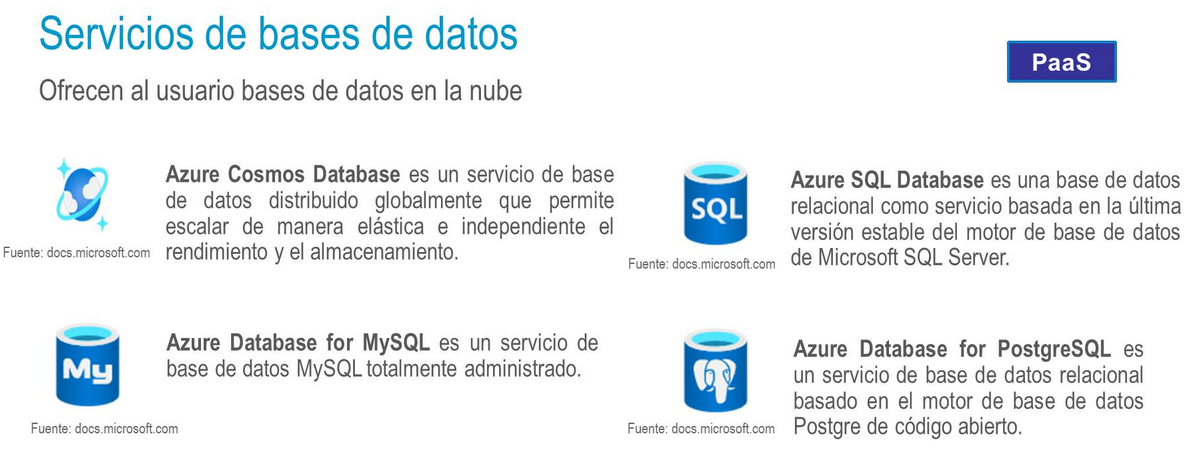 Servicios de bases de datos
PaaS
Ofrecen al usuario bases de datos en la nube
Azure Cosmos Database es un servicio de base
de datos distribuido globalmente que permite
escalar de manera elástica e independiente el
rendimiento y el almacenamiento.
Fuente: docs.microsoft.com
SQL
Azure SQL Database es una base de datos
relacional como servicio basada en la última
versión estable del motor de base de datos
de Microsoft SQL Server.
Fuente: docs.microsoft.com
My
Azure Database for MySQL es un servicio de
base de datos MySQL totalmente administrado.
Fuente: docs.microsoft.com
Azure Database for PostgreSQL es
un servicio de base de datos relacional
basado en el motor de base de datos
Postgre de código abierto.
Fuente: docs.microsoft.com